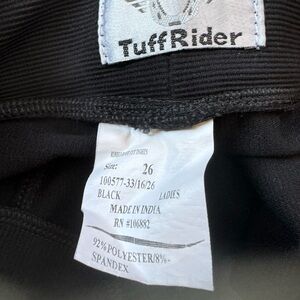 TuffRider
Size: 26
100577-33/16/26
BLACK LADIES
MADE IN INDIA
RN #106882
92% POLYESTER/8%-
SPANDEX